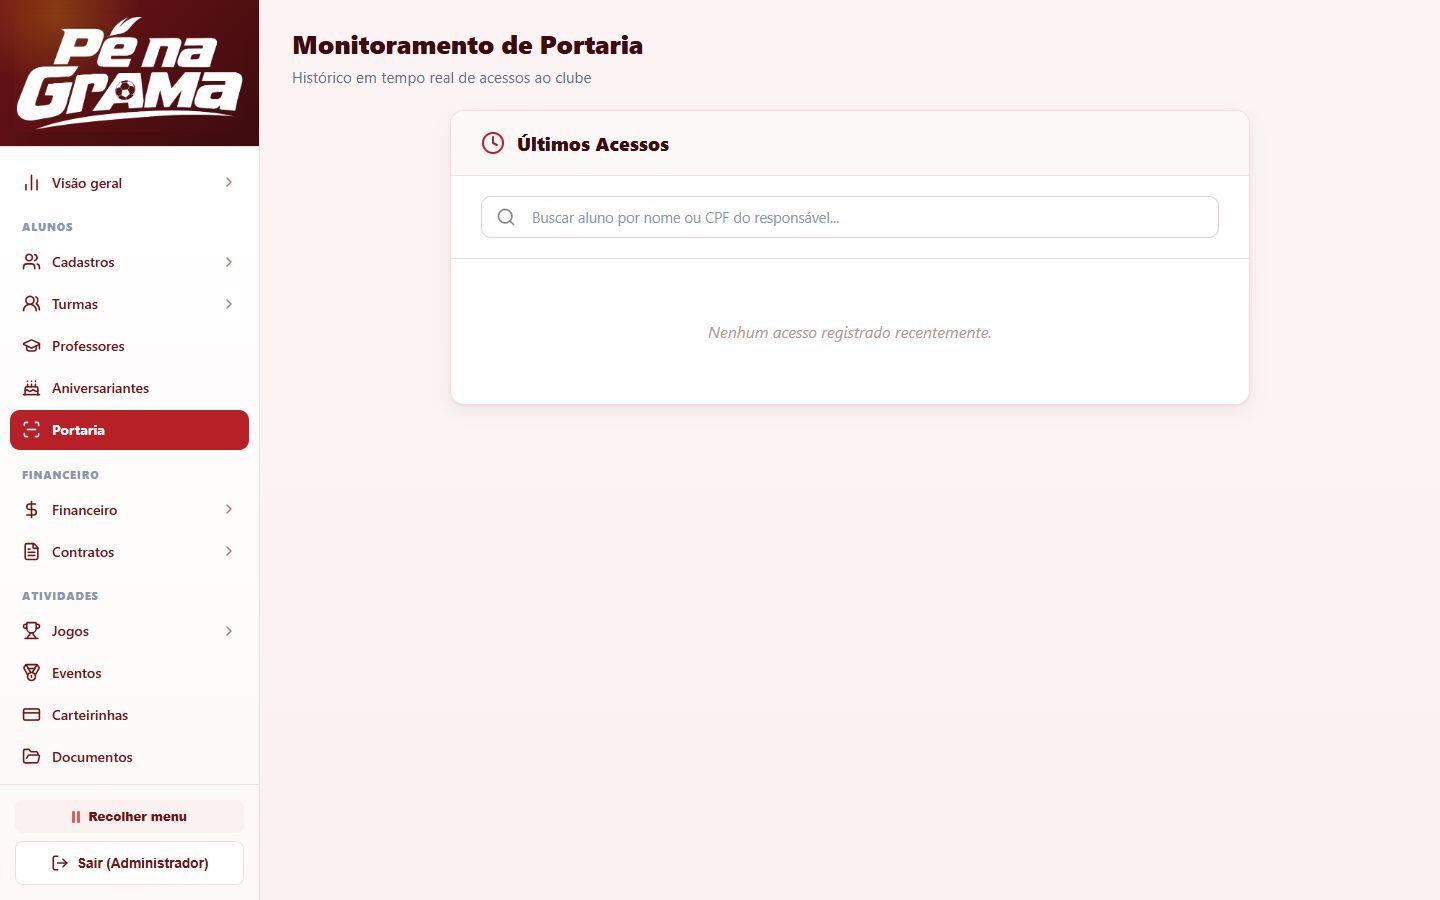 Pé na
Grama
Visão geral
ALUNOS
Cadastros
Turmas
Professores
Aniversariantes
Portaria
FINANCEIRO
Financeiro
Contratos
ATIVIDADES
Jogos
Eventos
Carteirinhas
Documentos
Recolher menu
Sair (Administrador)
Monitoramento de Portaria
Histórico em tempo real de acessos ao clube
Últimos Acessos
Buscar aluno por nome ou CPF do responsável...
Nenhum acesso registrado recentemente.